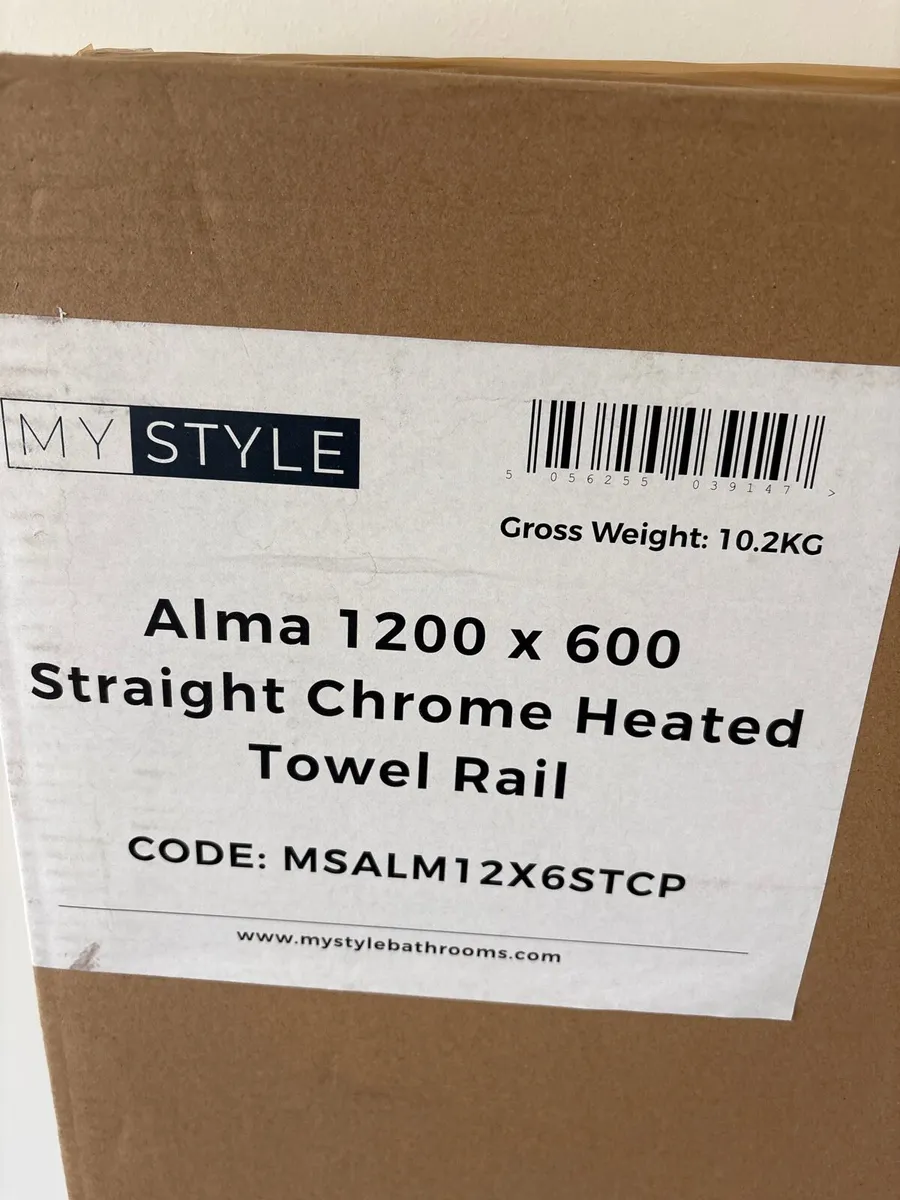 MY STYLE
5 056255 039147 >
Gross Weight: 10.2KG
Alma 1200 x 600
Straight Chrome Heated
Towel Rail
CODE: MSALM12X6STCP
www.mystylebathrooms.com